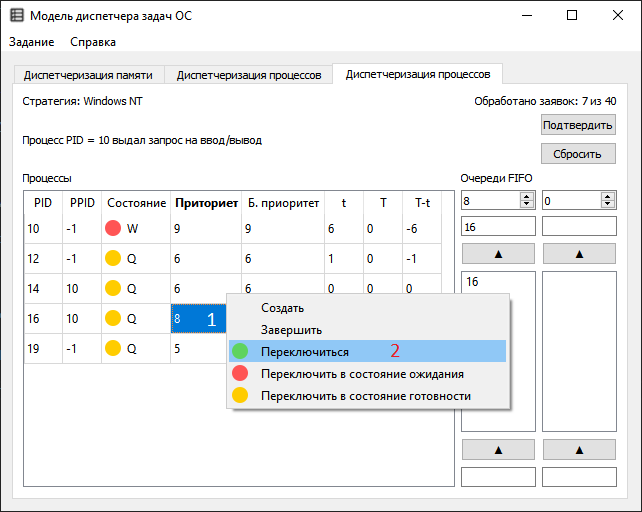 Модель диспетчера задач ОС
Задание Справка
Диспетчеризация памяти Диспетчеризация процессов Диспетчеризация процессов
Стратегия: Windows NT Обработано заявок: 7 из 40
Подтвердить
Процесс PID = 10 выдал запрос на ввод/вывод
Сбросить
Процессы Очереди FIFO
PID PPID Состояние Приоритет Б. приоритет t T T-t 8 0
10 -1 W 9 9 6 0 -6 16
12 -1 Q 6 6 1 0 -1 ▲ ▲
14 10 Q 6 6 0 0 0 16
16 10 Q 8 1
19 -1 Q 5
Создать
Завершить
Переключиться 2
Переключить в состояние ожидания
Переключить в состояние готовности
▲ ▲